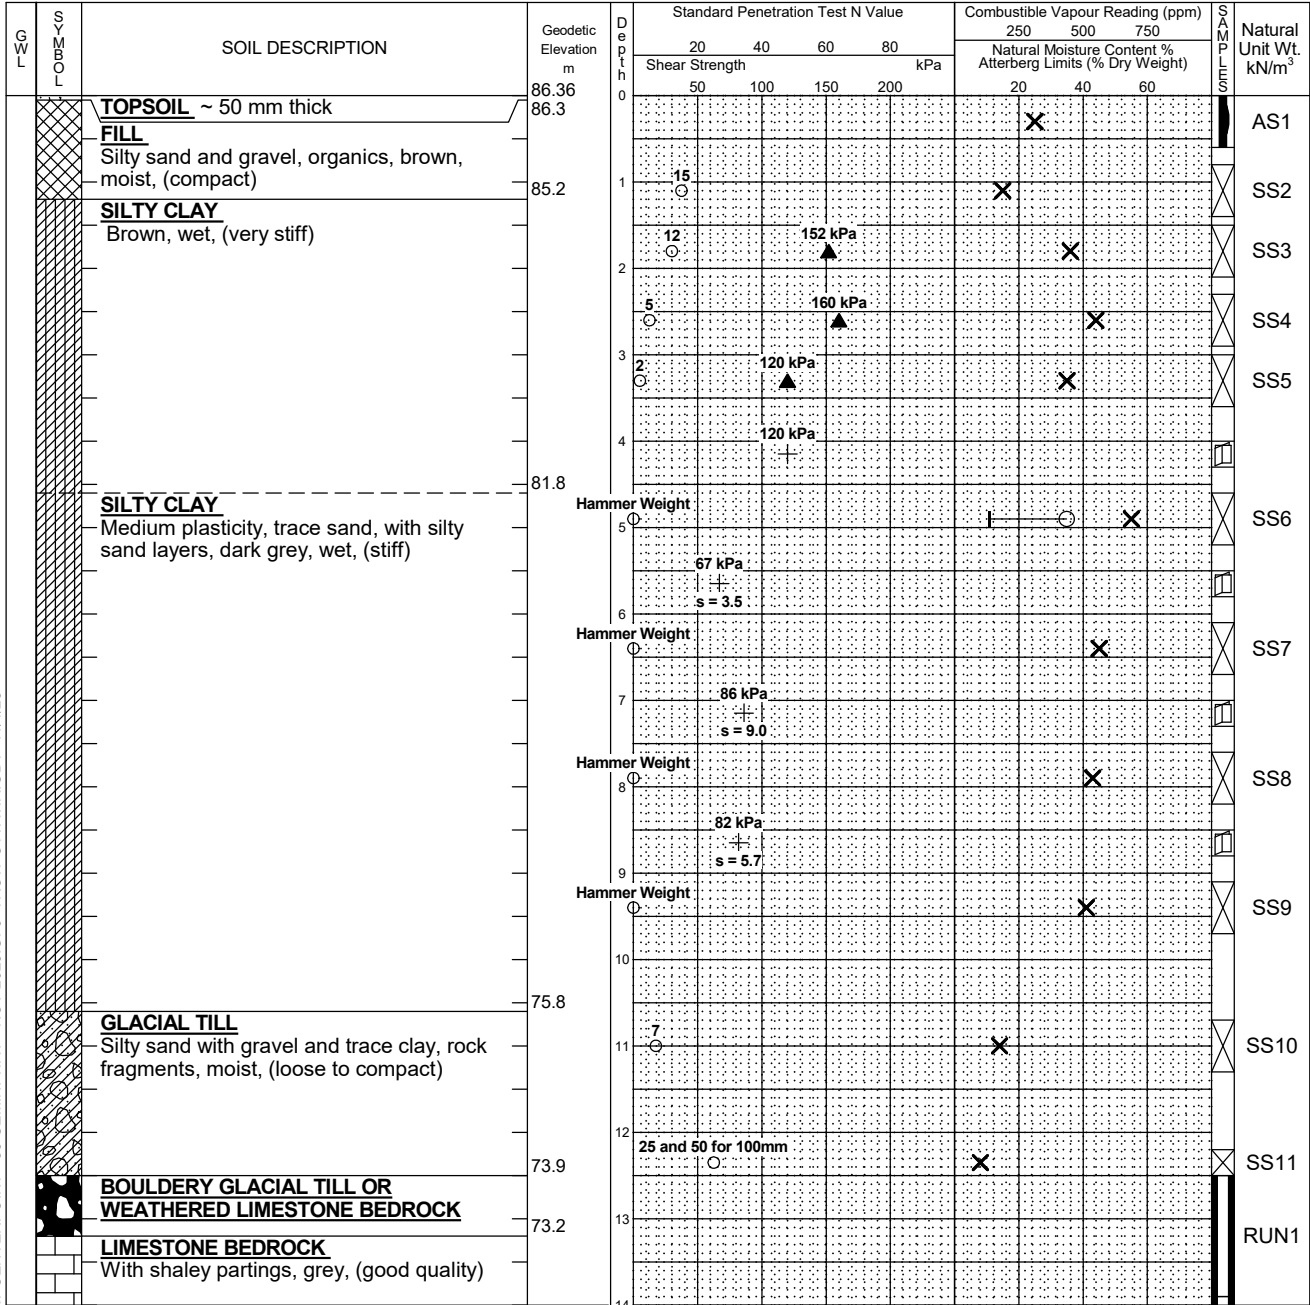 GWL
SYMBOL
SOIL DESCRIPTION
Geodetic
Elevation
m
Depth
Standard Penetration Test N Value
20 40 60 80
Shear Strength kPa
50 100 150 200
Combustible Vapour Reading (ppm)
250 500 750
Natural Moisture Content %
Atterberg Limits (% Dry Weight)
20 40 60
SAMPLES
Natural
Unit Wt.
kN/m³
86.36
0
TOPSOIL ~ 50 mm thick
86.3
AS1
FILL
Silty sand and gravel, organics, brown,
moist, (compact)
85.2
1
15
SS2
SILTY CLAY
Brown, wet, (very stiff)
12
152 kPa
SS3
2
5
160 kPa
SS4
3
2
120 kPa
SS5
4
120 kPa
81.8
SILTY CLAY
Medium plasticity, trace sand, with silty
sand layers, dark grey, wet, (stiff)
Hammer Weight
SS6
5
67 kPa
s = 3.5
6
Hammer Weight
SS7
7
86 kPa
s = 9.0
Hammer Weight
SS8
8
82 kPa
s = 5.7
9
Hammer Weight
SS9
10
75.8
GLACIAL TILL
Silty sand with gravel and trace clay, rock
fragments, moist, (loose to compact)
7
11
SS10
12
25 and 50 for 100mm
73.9
SS11
BOULDERY GLACIAL TILL OR
WEATHERED LIMESTONE BEDROCK
73.2
13
RUN1
LIMESTONE BEDROCK
With shaley partings, grey, (good quality)
14